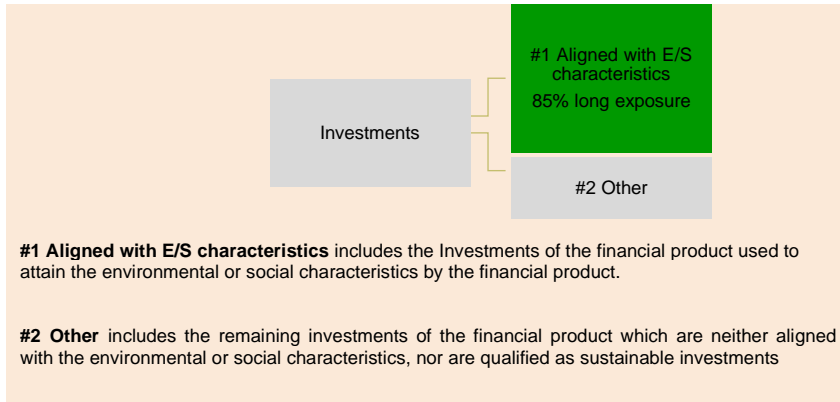 #1 Aligned with E/S
characteristics
85% long exposure
Investments
#2 Other
#1 Aligned with E/S characteristics includes the Investments of the financial product used to
attain the environmental or social characteristics by the financial product.
#2 Other includes the remaining investments of the financial product which are neither aligned
with the environmental or social characteristics, nor are qualified as sustainable investments